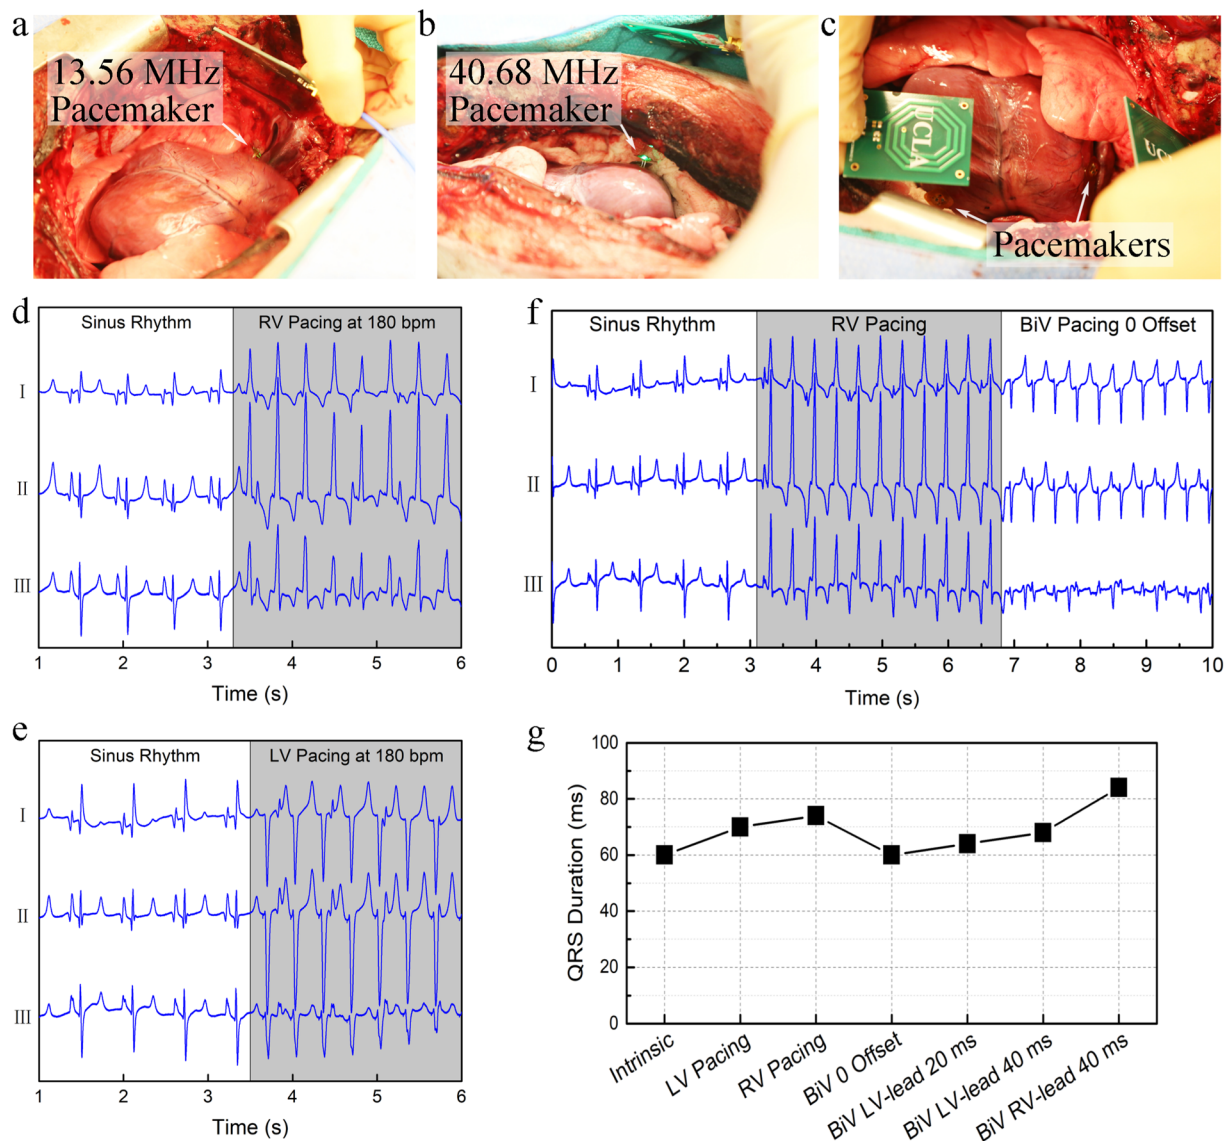 a
13.56 MHz
Pacemaker
b
40.68 MHz
Pacemaker
c
UCLA
UC
Pacemakers
d
Sinus Rhythm
RV Pacing at 180 bpm
I
II
III
1 2 3 4 5 6
Time (s)
f
Sinus Rhythm
RV Pacing
BiV Pacing 0 Offset
I
II
III
0 1 2 3 4 5 6 7 8 9 10
Time (s)
e
Sinus Rhythm
LV Pacing at 180 bpm
I
II
III
1 2 3 4 5 6
Time (s)
g
100
80
60
40
20
0
QRS Duration (ms)
Intrinsic
LV Pacing
RV Pacing
BiV 0 Offset
BiV LV-lead 20 ms
BiV LV-lead 40 ms
BiV RV-lead 40 ms